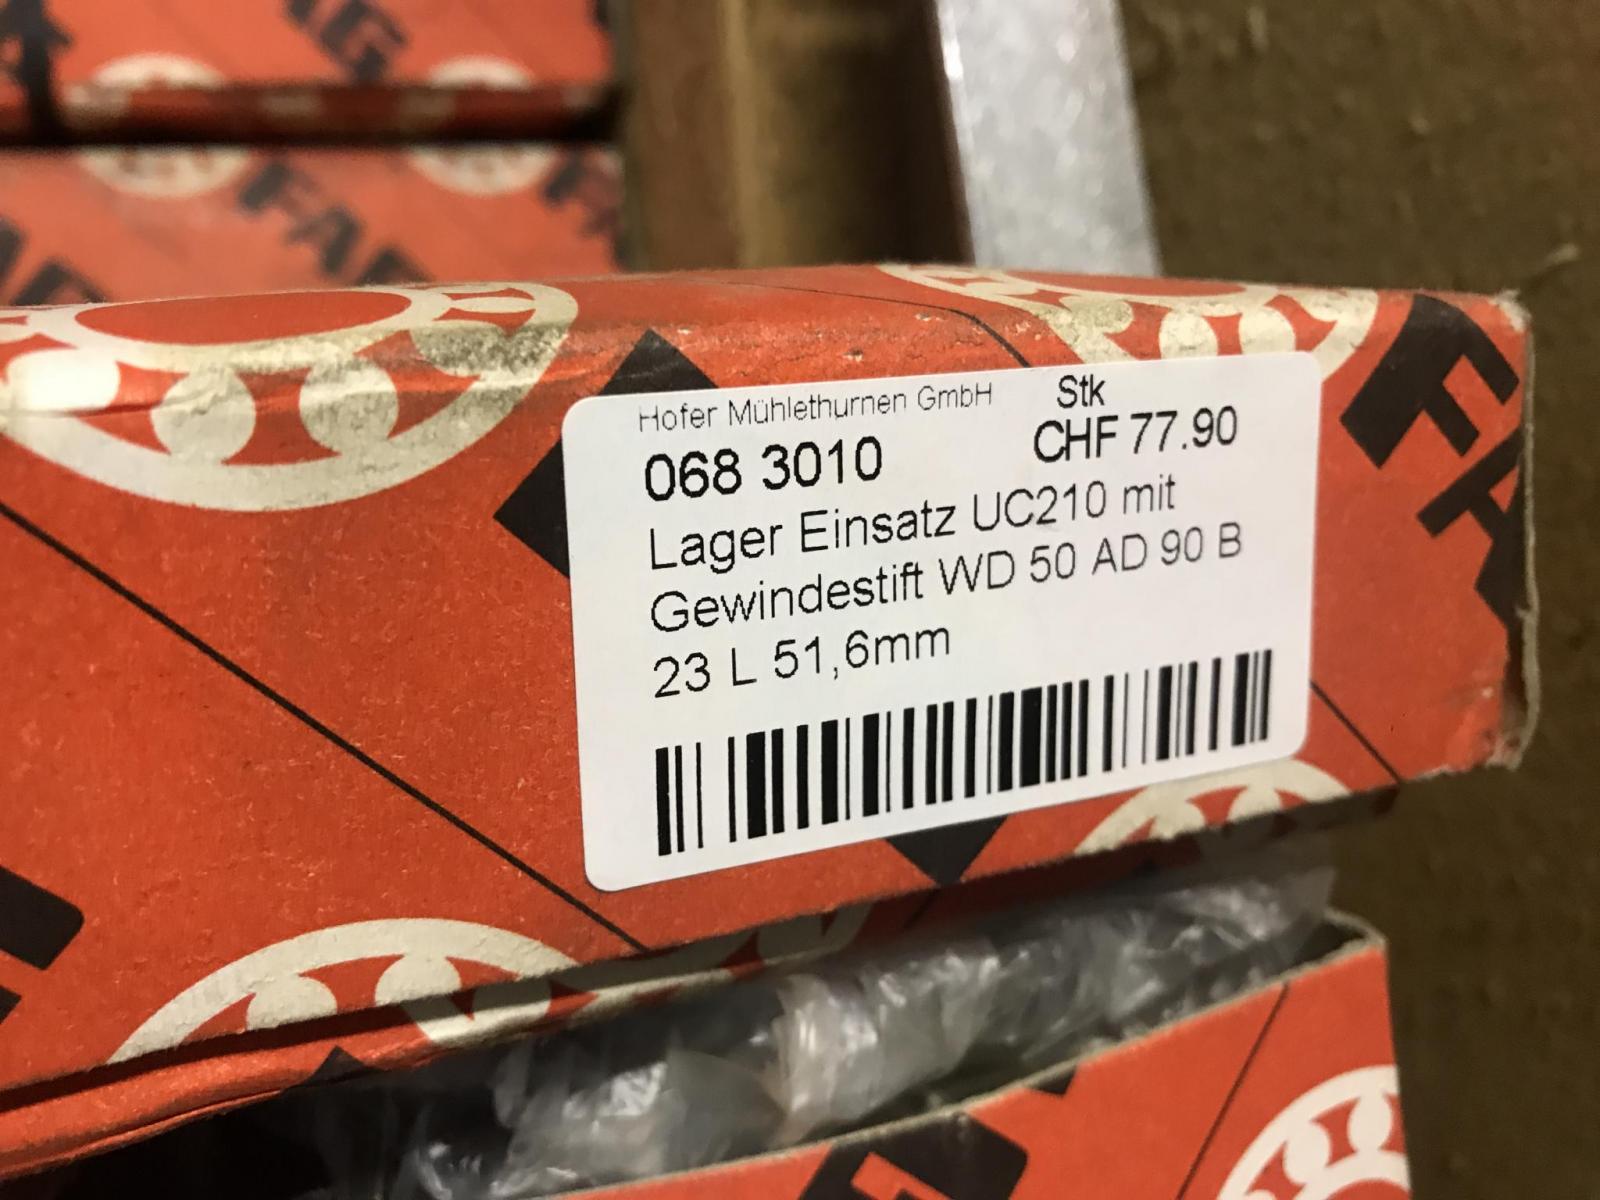 FAG
FAG
Hofer Mühlethurnen GmbH Stk
068 3010 CHF 77.90
Lager Einsatz UC210 mit
Gewindestift WD 50 AD 90 B
23 L 51,6mm